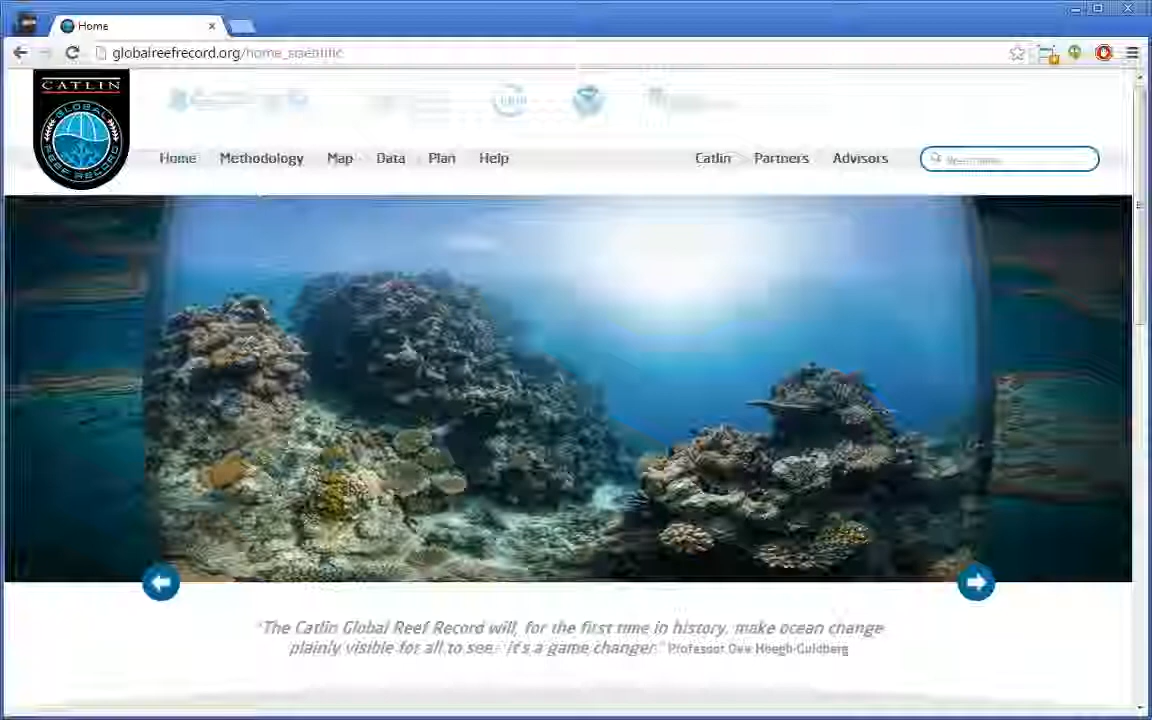 Home
globalreefrecord.org/home_scientific
CATLIN
GLOBAL
REEF RECORD
Home Methodology Map Data Plan Help Catlin Partners Advisors
"The Catlin Global Reef Record will, for the first time in history, make ocean change
plainly visible for all to see - it's a game changer." Professor Ove Hoegh-Guldberg